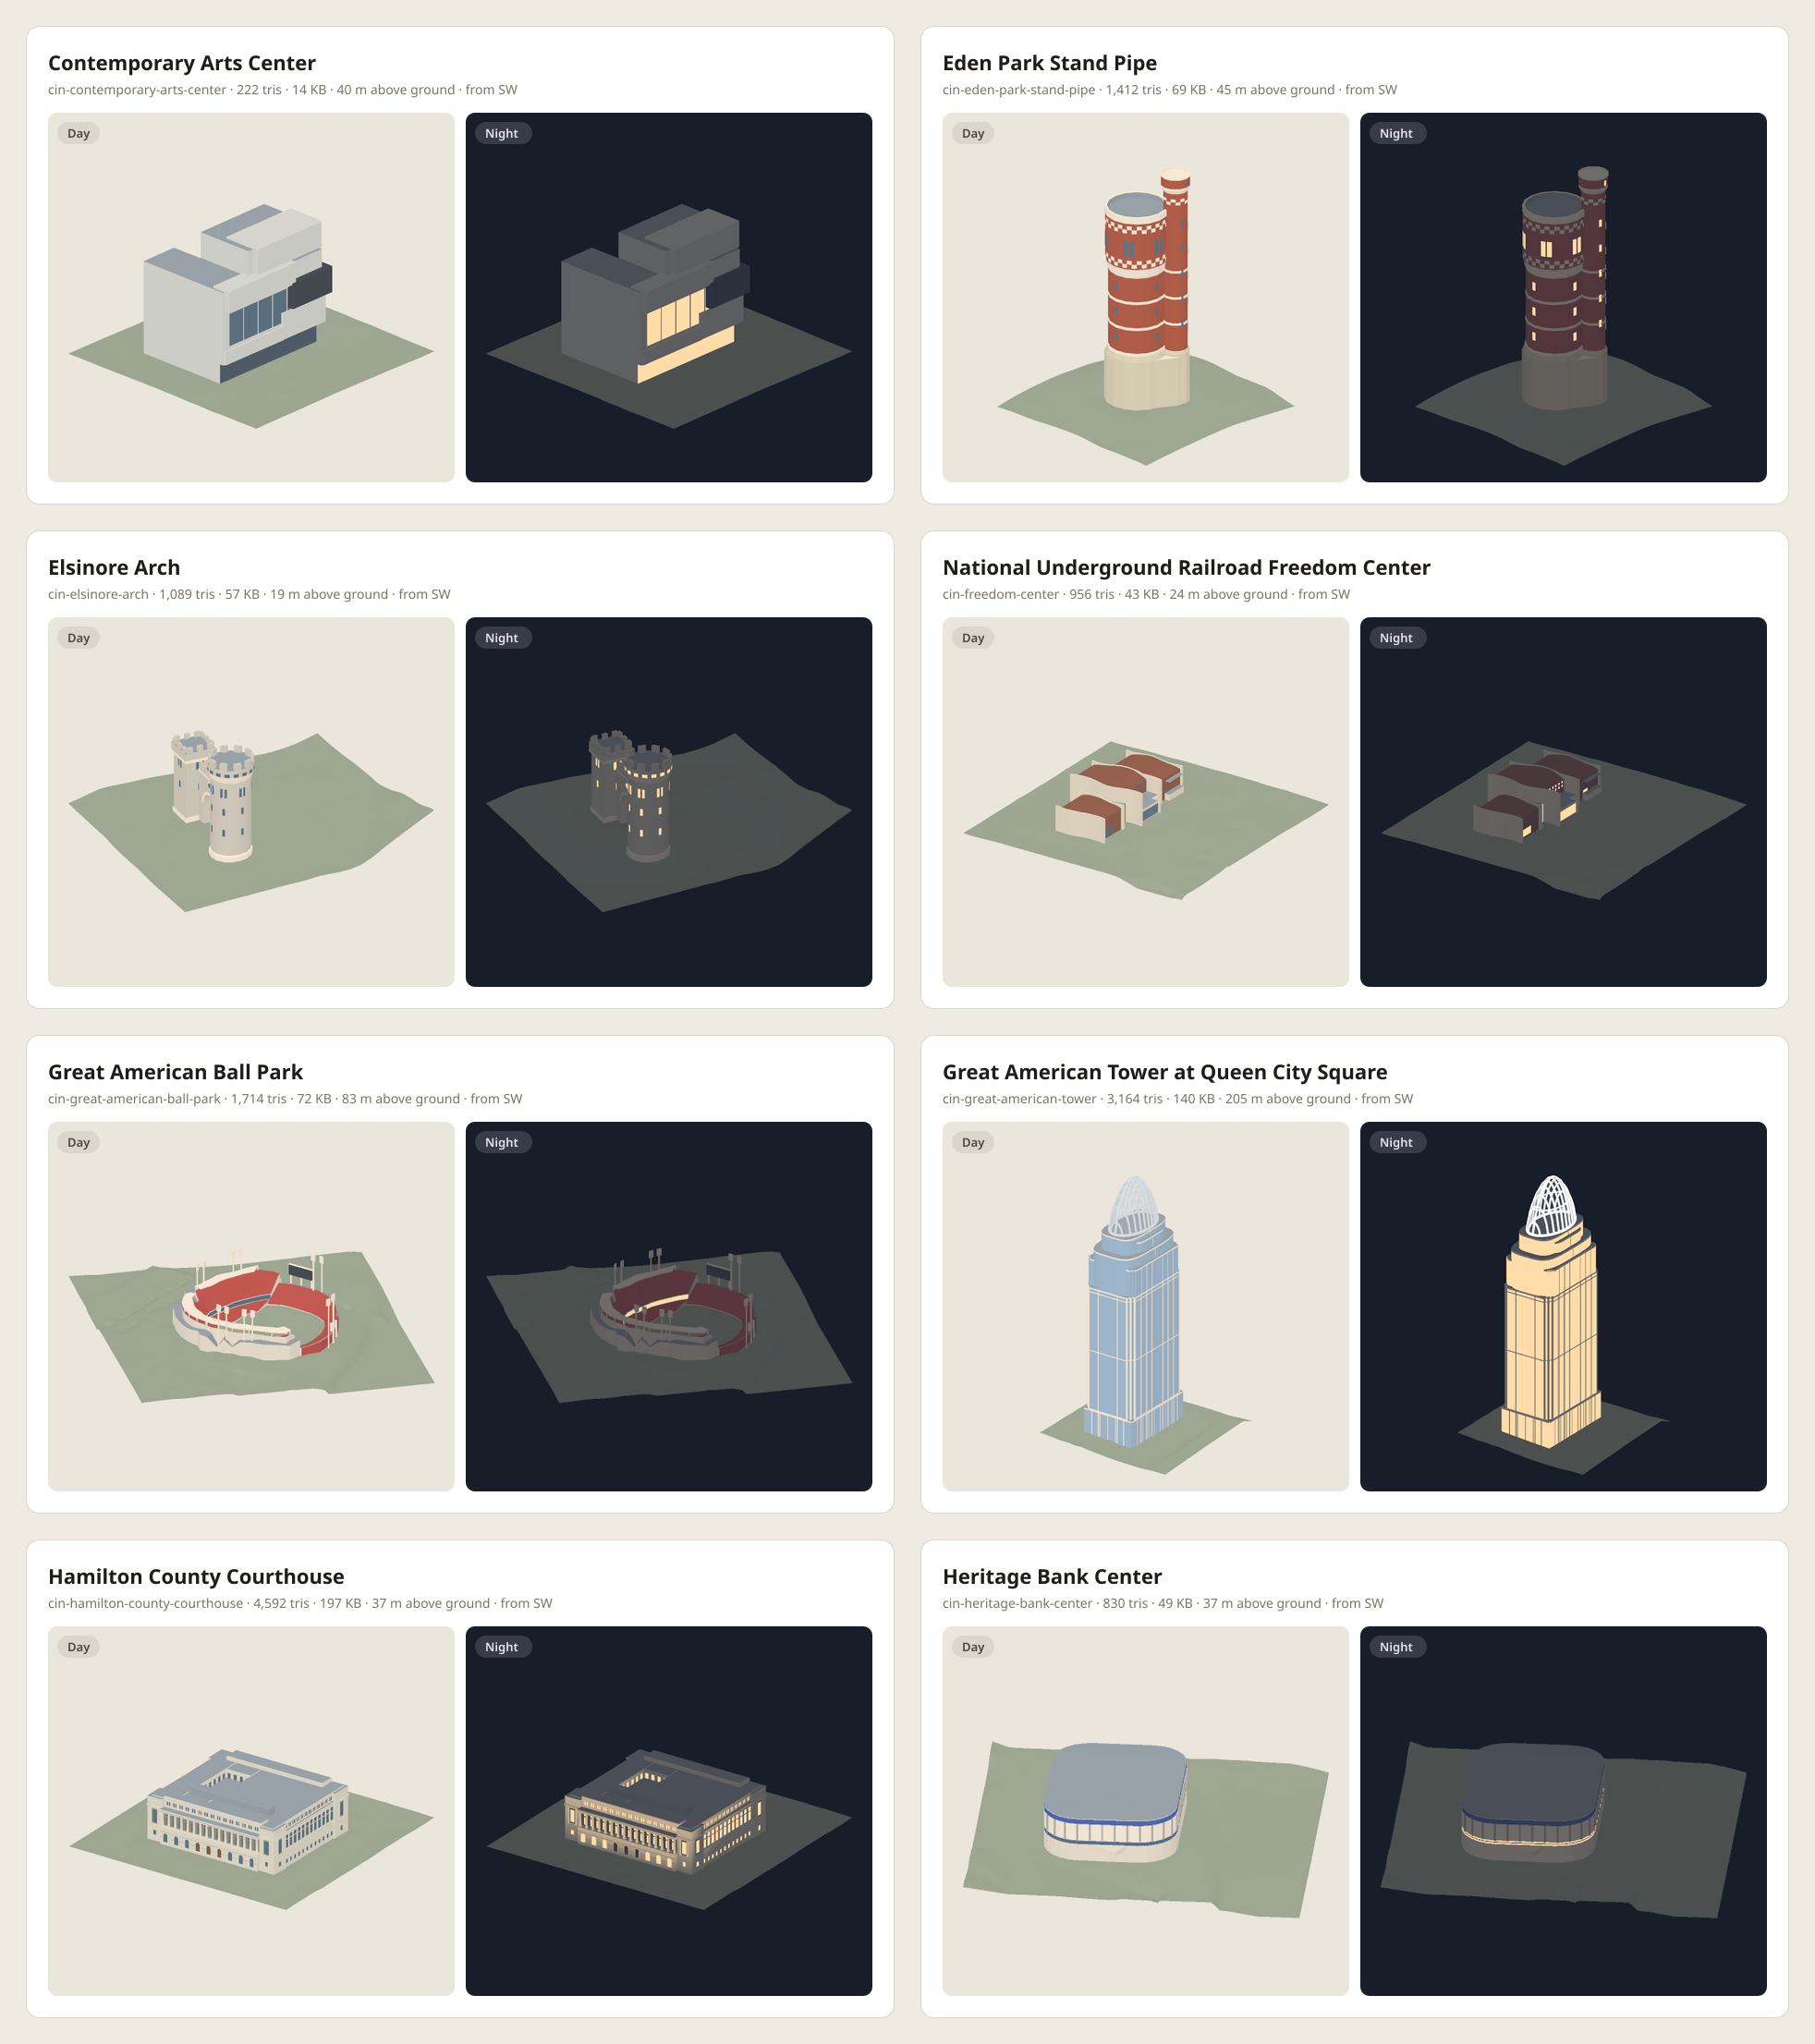 Contemporary Arts Center
cin-contemporary-arts-center · 222 tris · 14 KB · 40 m above ground · from SW
Day
Night
Eden Park Stand Pipe
cin-eden-park-stand-pipe · 1,412 tris · 69 KB · 45 m above ground · from SW
Day
Night
Elsinore Arch
cin-elsinore-arch · 1,089 tris · 57 KB · 19 m above ground · from SW
Day
Night
National Underground Railroad Freedom Center
cin-freedom-center · 956 tris · 43 KB · 24 m above ground · from SW
Day
Night
Great American Ball Park
cin-great-american-ball-park · 1,714 tris · 72 KB · 83 m above ground · from SW
Day
Night
Great American Tower at Queen City Square
cin-great-american-tower · 3,164 tris · 140 KB · 205 m above ground · from SW
Day
Night
Hamilton County Courthouse
cin-hamilton-county-courthouse · 4,592 tris · 197 KB · 37 m above ground · from SW
Day
Night
Heritage Bank Center
cin-heritage-bank-center · 830 tris · 49 KB · 37 m above ground · from SW
Day
Night